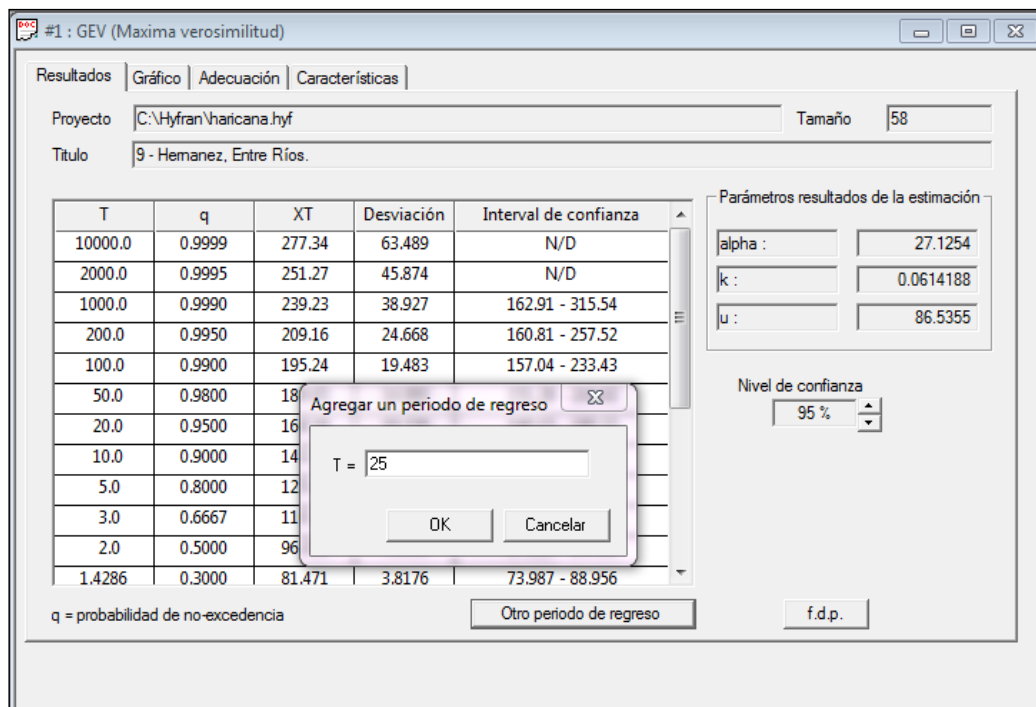 #1 : GEV (Maxima verosimilitud)
Resultados Gráfico Adecuación Características
Proyecto C:\Hyfran\haricana.hyf Tamaño 58
Titulo 9 - Hernanez, Entre Ríos.
T q XT Desviación Interval de confianza
10000.0 0.9999 277.34 63.489 N/D
2000.0 0.9995 251.27 45.874 N/D
1000.0 0.9990 239.23 38.927 162.91 - 315.54
200.0 0.9950 209.16 24.668 160.81 - 257.52
100.0 0.9900 195.24 19.483 157.04 - 233.43
50.0 0.9800 18
20.0 0.9500 16
10.0 0.9000 14
5.0 0.8000 12
3.0 0.6667 11
2.0 0.5000 96
1.4286 0.3000 81.471 3.8176 73.987 - 88.956
Parámetros resultados de la estimación
alpha : 27.1254
k : 0.0614188
u : 86.5355
Nivel de confianza
95 %
Agregar un periodo de regreso
T = 25
OK Cancelar
q = probabilidad de no-excedencia
Otro periodo de regreso
f.d.p.